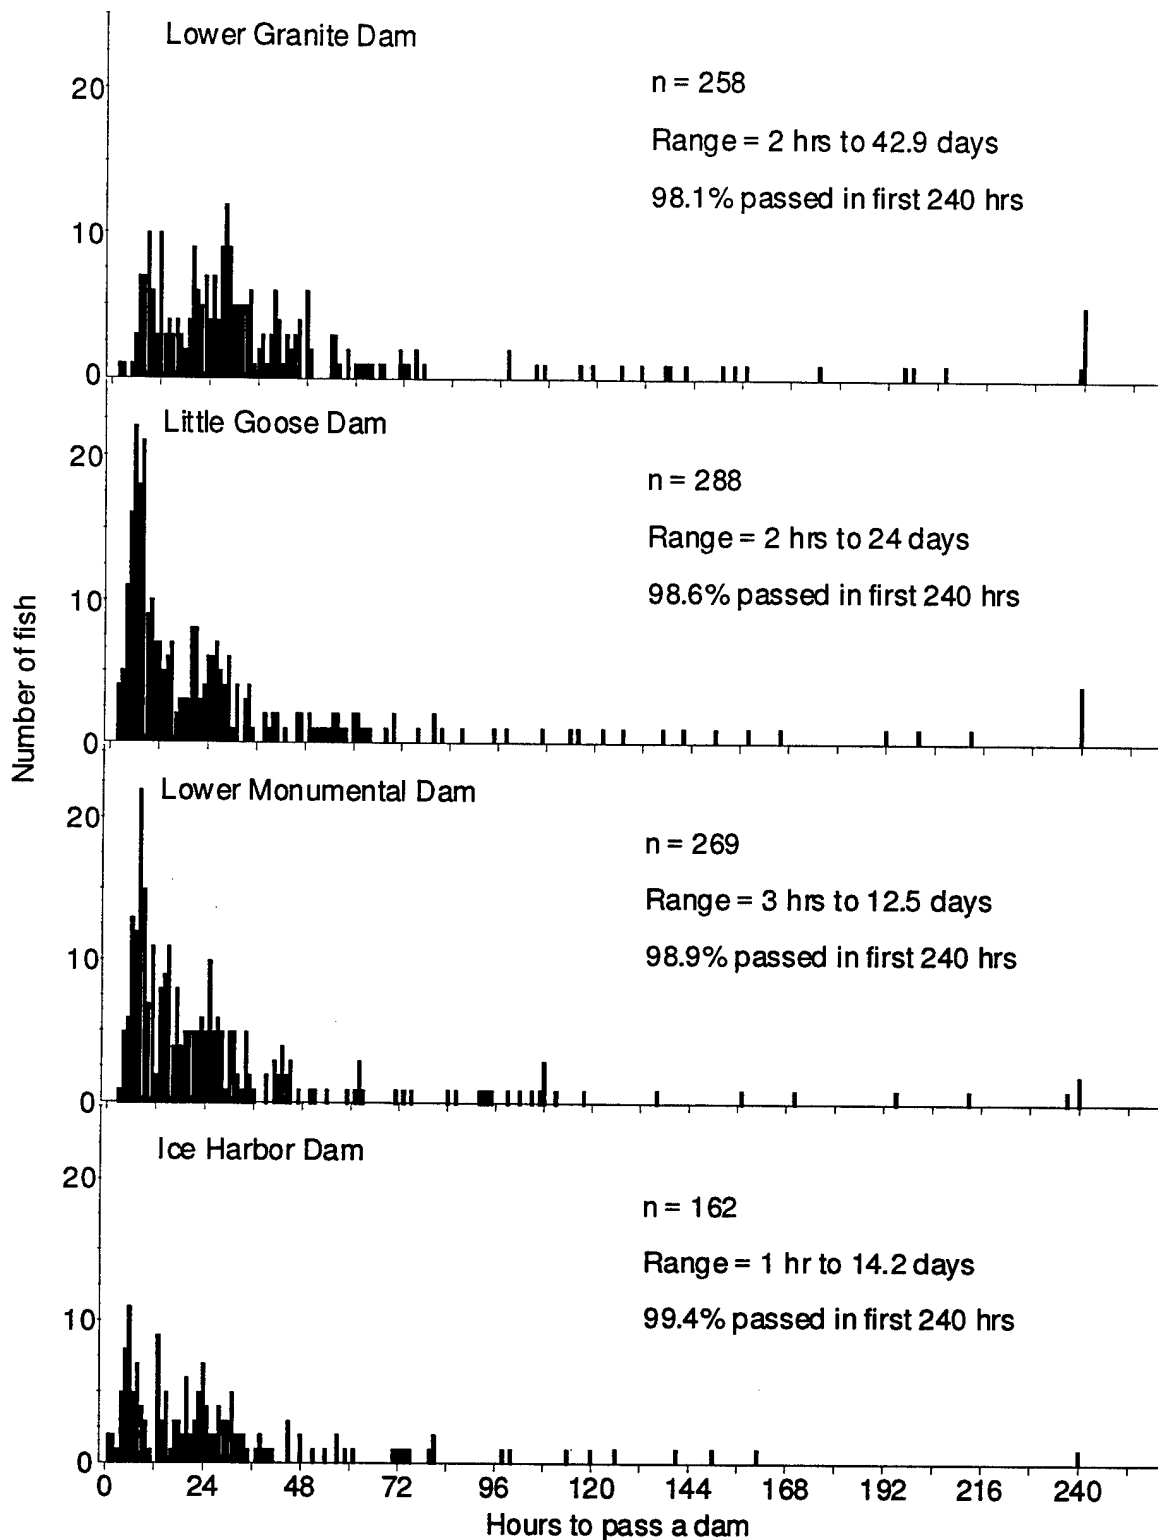 Lower Granite Dam
20
n = 258
Range = 2 hrs to 42.9 days
98.1% passed in first 240 hrs
10
0
Little Goose Dam
20
n = 288
Range = 2 hrs to 24 days
98.6% passed in first 240 hrs
10
0
Number of fish
Lower Monumental Dam
20
n = 269
Range = 3 hrs to 12.5 days
98.9% passed in first 240 hrs
10
0
Ice Harbor Dam
20
n = 162
Range = 1 hr to 14.2 days
99.4% passed in first 240 hrs
10
0
0 24 48 72 96 120 144 168 192 216 240
Hours to pass a dam